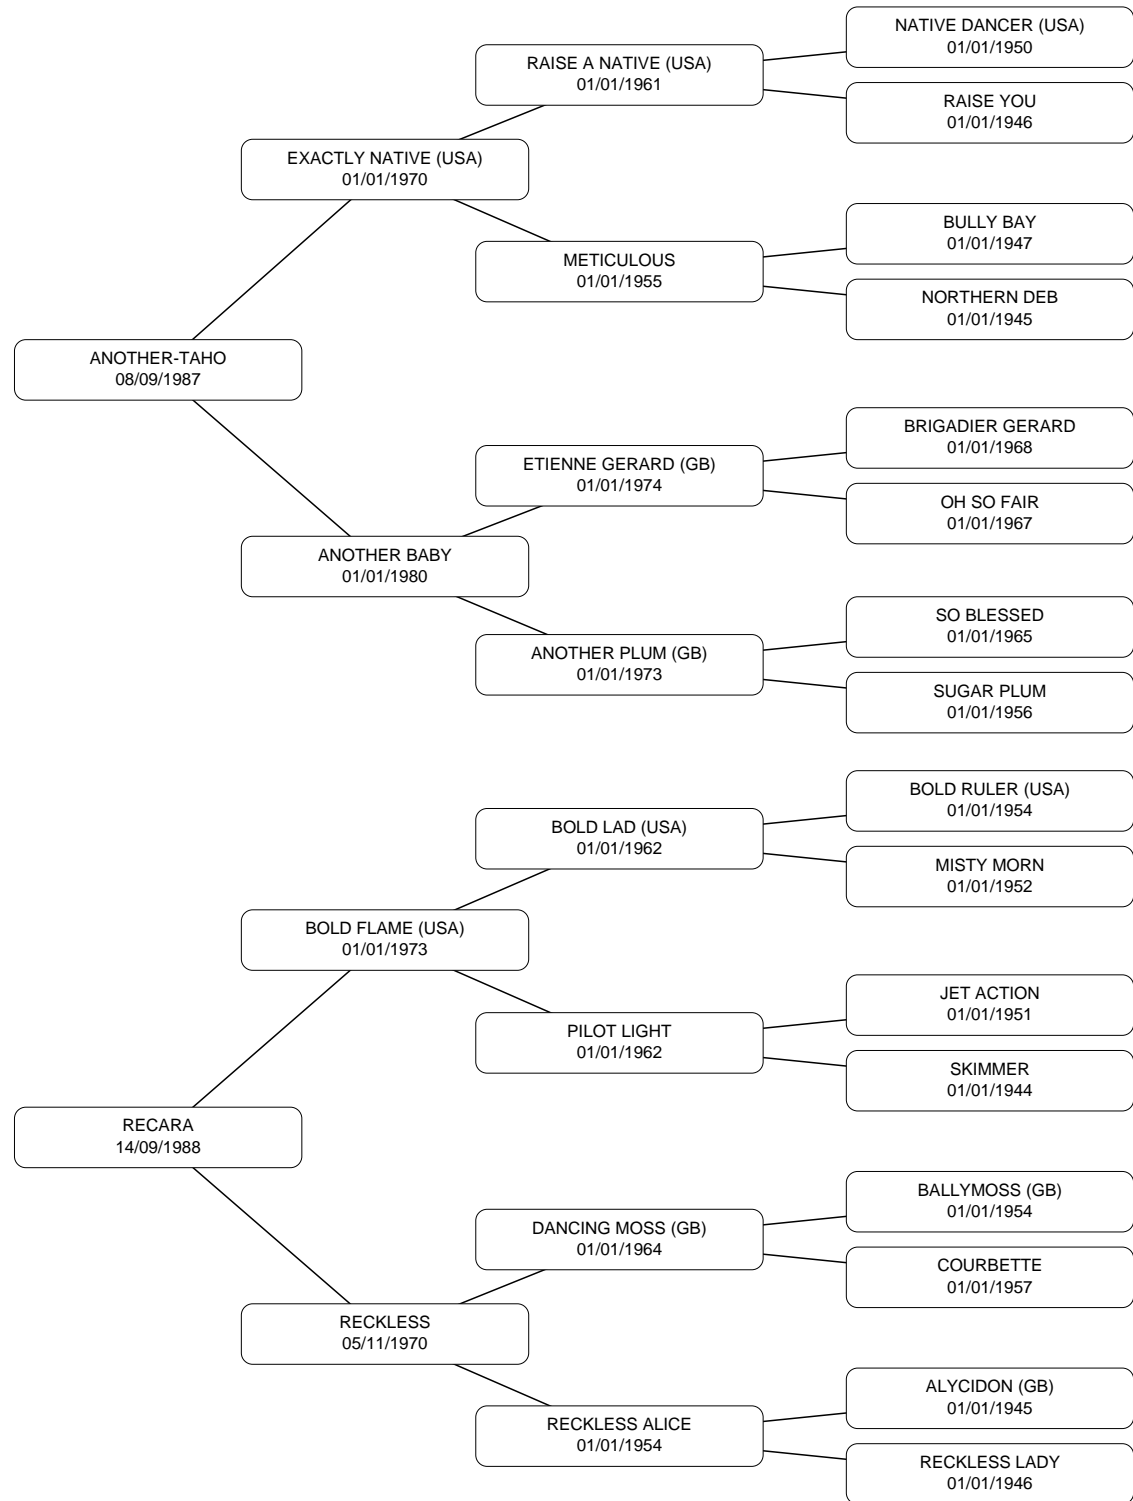 NATIVE DANCER (USA)
01/01/1950
RAISE A NATIVE (USA)
01/01/1961
RAISE YOU
01/01/1946
EXACTLY NATIVE (USA)
01/01/1970
BULLY BAY
01/01/1947
METICULOUS
01/01/1955
NORTHERN DEB
01/01/1945
ANOTHER-TAHO
08/09/1987
BRIGADIER GERARD
01/01/1968
ETIENNE GERARD (GB)
01/01/1974
OH SO FAIR
01/01/1967
ANOTHER BABY
01/01/1980
SO BLESSED
01/01/1965
ANOTHER PLUM (GB)
01/01/1973
SUGAR PLUM
01/01/1956
BOLD RULER (USA)
01/01/1954
BOLD LAD (USA)
01/01/1962
MISTY MORN
01/01/1952
BOLD FLAME (USA)
01/01/1973
JET ACTION
01/01/1951
PILOT LIGHT
01/01/1962
SKIMMER
01/01/1944
RECARA
14/09/1988
BALLYMOSS (GB)
01/01/1954
DANCING MOSS (GB)
01/01/1964
COURBETTE
01/01/1957
RECKLESS
05/11/1970
ALYCIDON (GB)
01/01/1945
RECKLESS ALICE
01/01/1954
RECKLESS LADY
01/01/1946